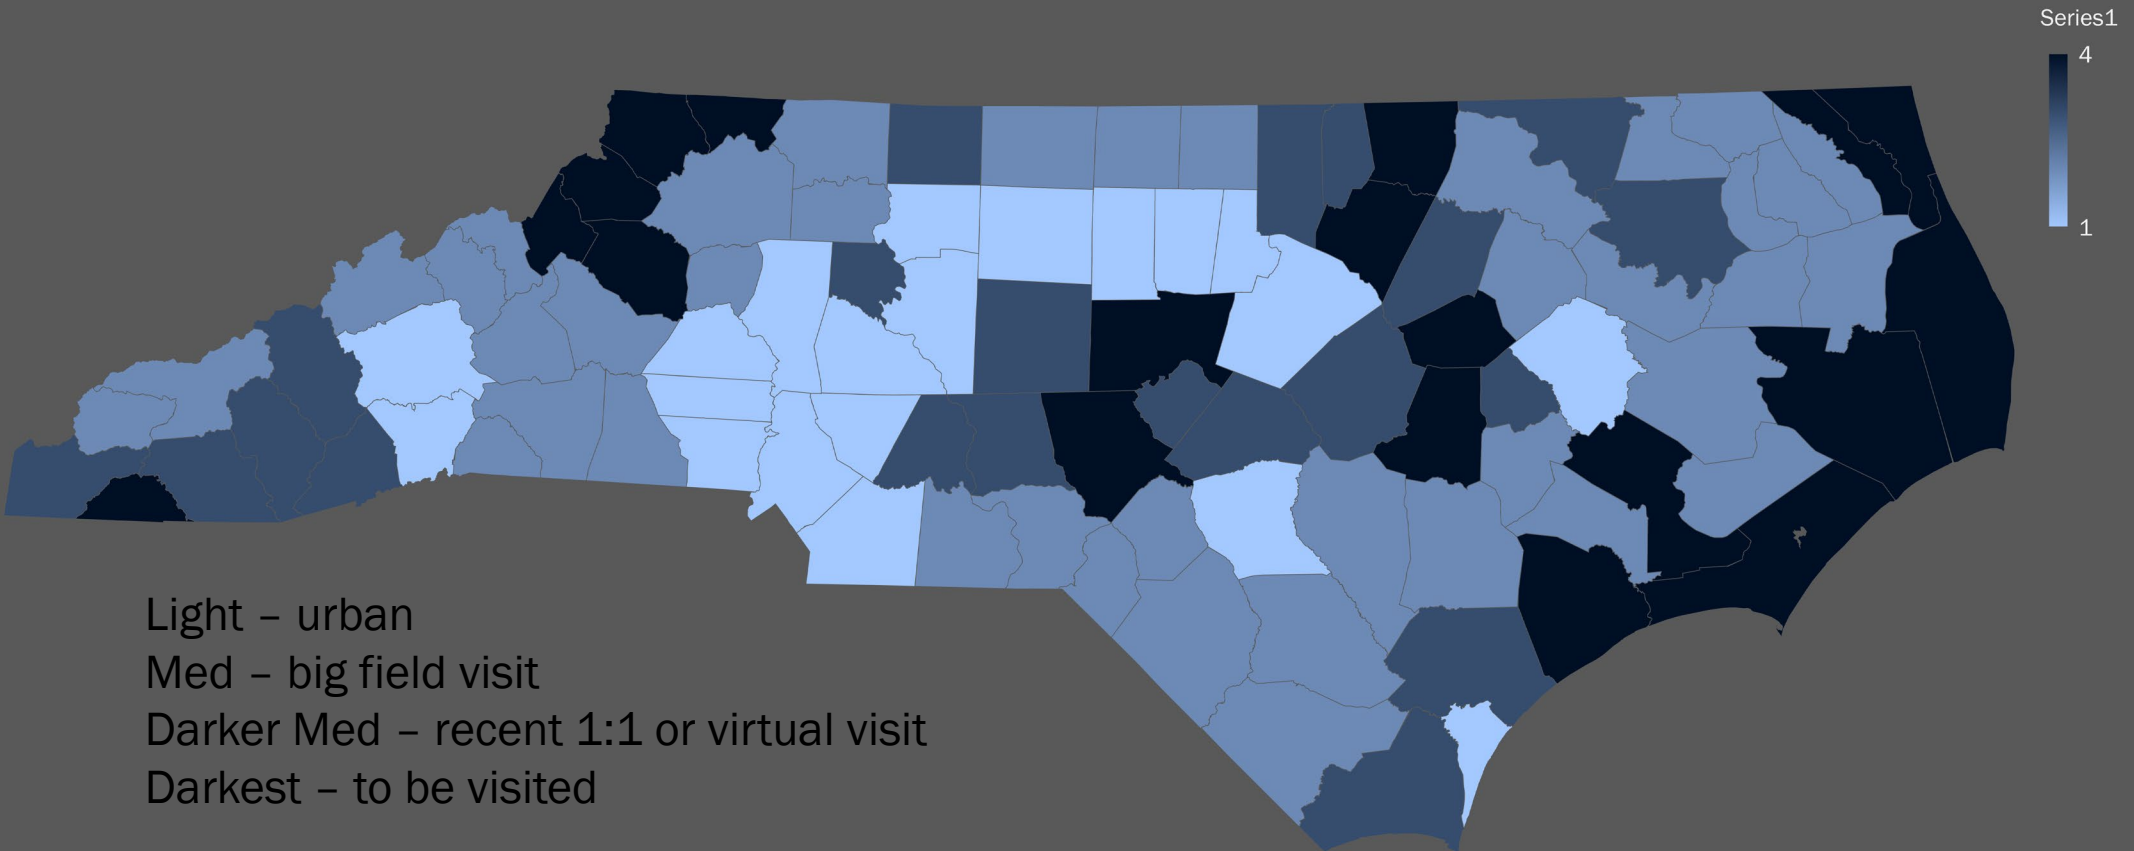 Series1
4
1
Light – urban
Med – big field visit
Darker Med – recent 1:1 or virtual visit
Darkest – to be visited